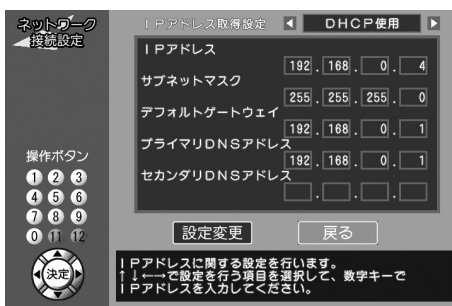 ネットワーク
接続設定
IPアドレス取得設定 ◀ DHCP使用 ▶
IPアドレス
192 . 168 . 0 . 4
サブネットマスク
255 . 255 . 255 . 0
デフォルトゲートウェイ
192 . 168 . 0 . 1
プライマリDNSアドレス
192 . 168 . 0 . 1
セカンダリDNSアドレス
. . .
操作ボタン
1 2 3
4 5 6
7 8 9
0 11 12
決定
設定変更 戻る
IPアドレスに関する設定を行います。
↑↓←→で設定を行う項目を選択して、数字キーで
IPアドレスを入力してください。